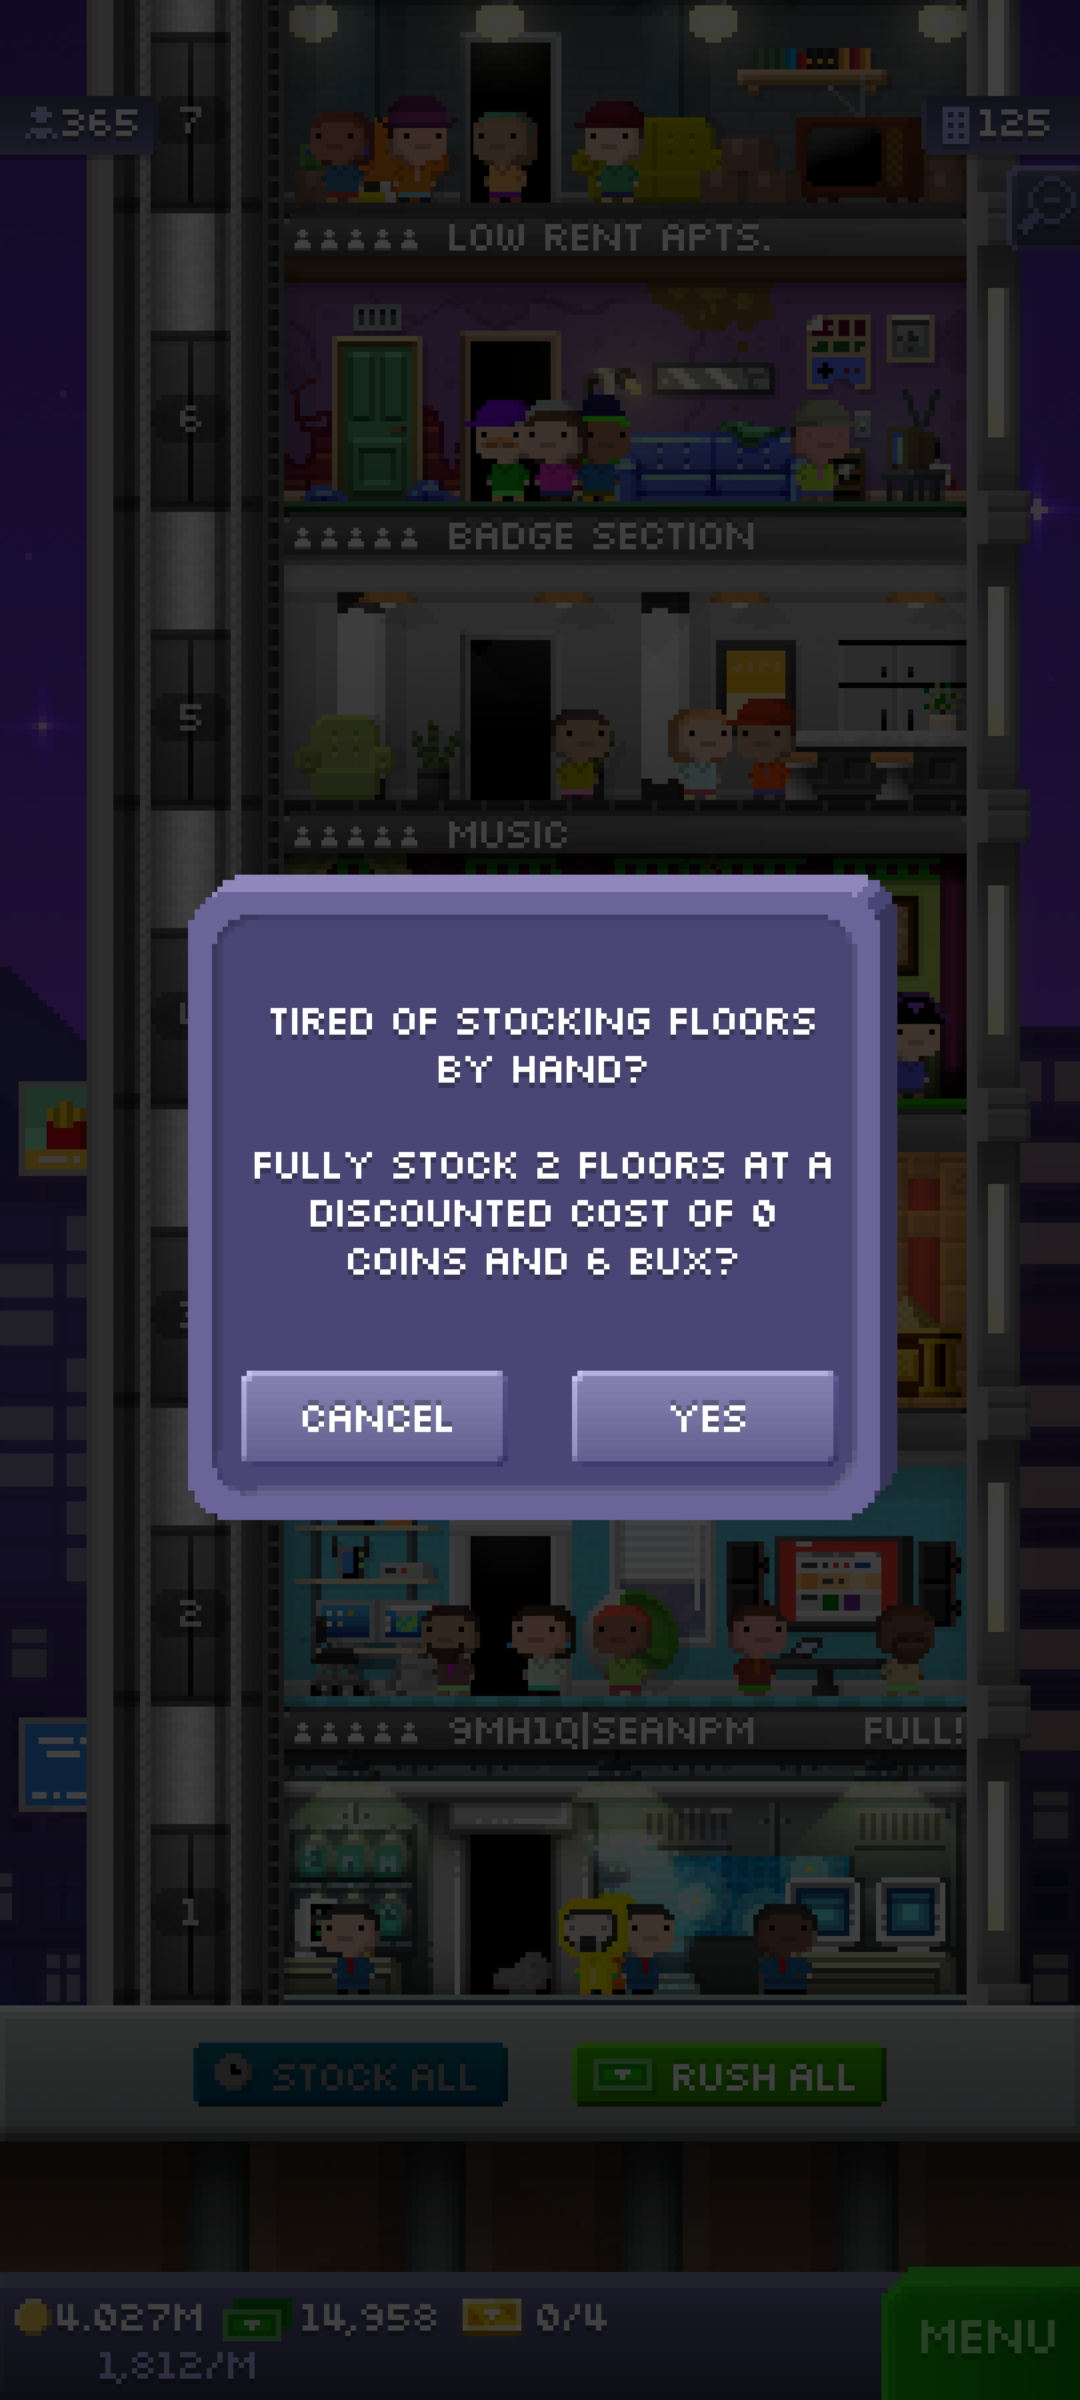 365
7
125
LOW RENT APTS.
6
BADGE SECTION
5
MUSIC
TIRED OF STOCKING FLOORS
BY HAND?
FULLY STOCK 2 FLOORS AT A
DISCOUNTED COST OF 0
COINS AND 6 BUX?
CANCEL
YES
2
9MH1Q|SEANPM FULL!
1
STOCK ALL
RUSH ALL
4.027M 14,958 0/4
1,812/M
MENU